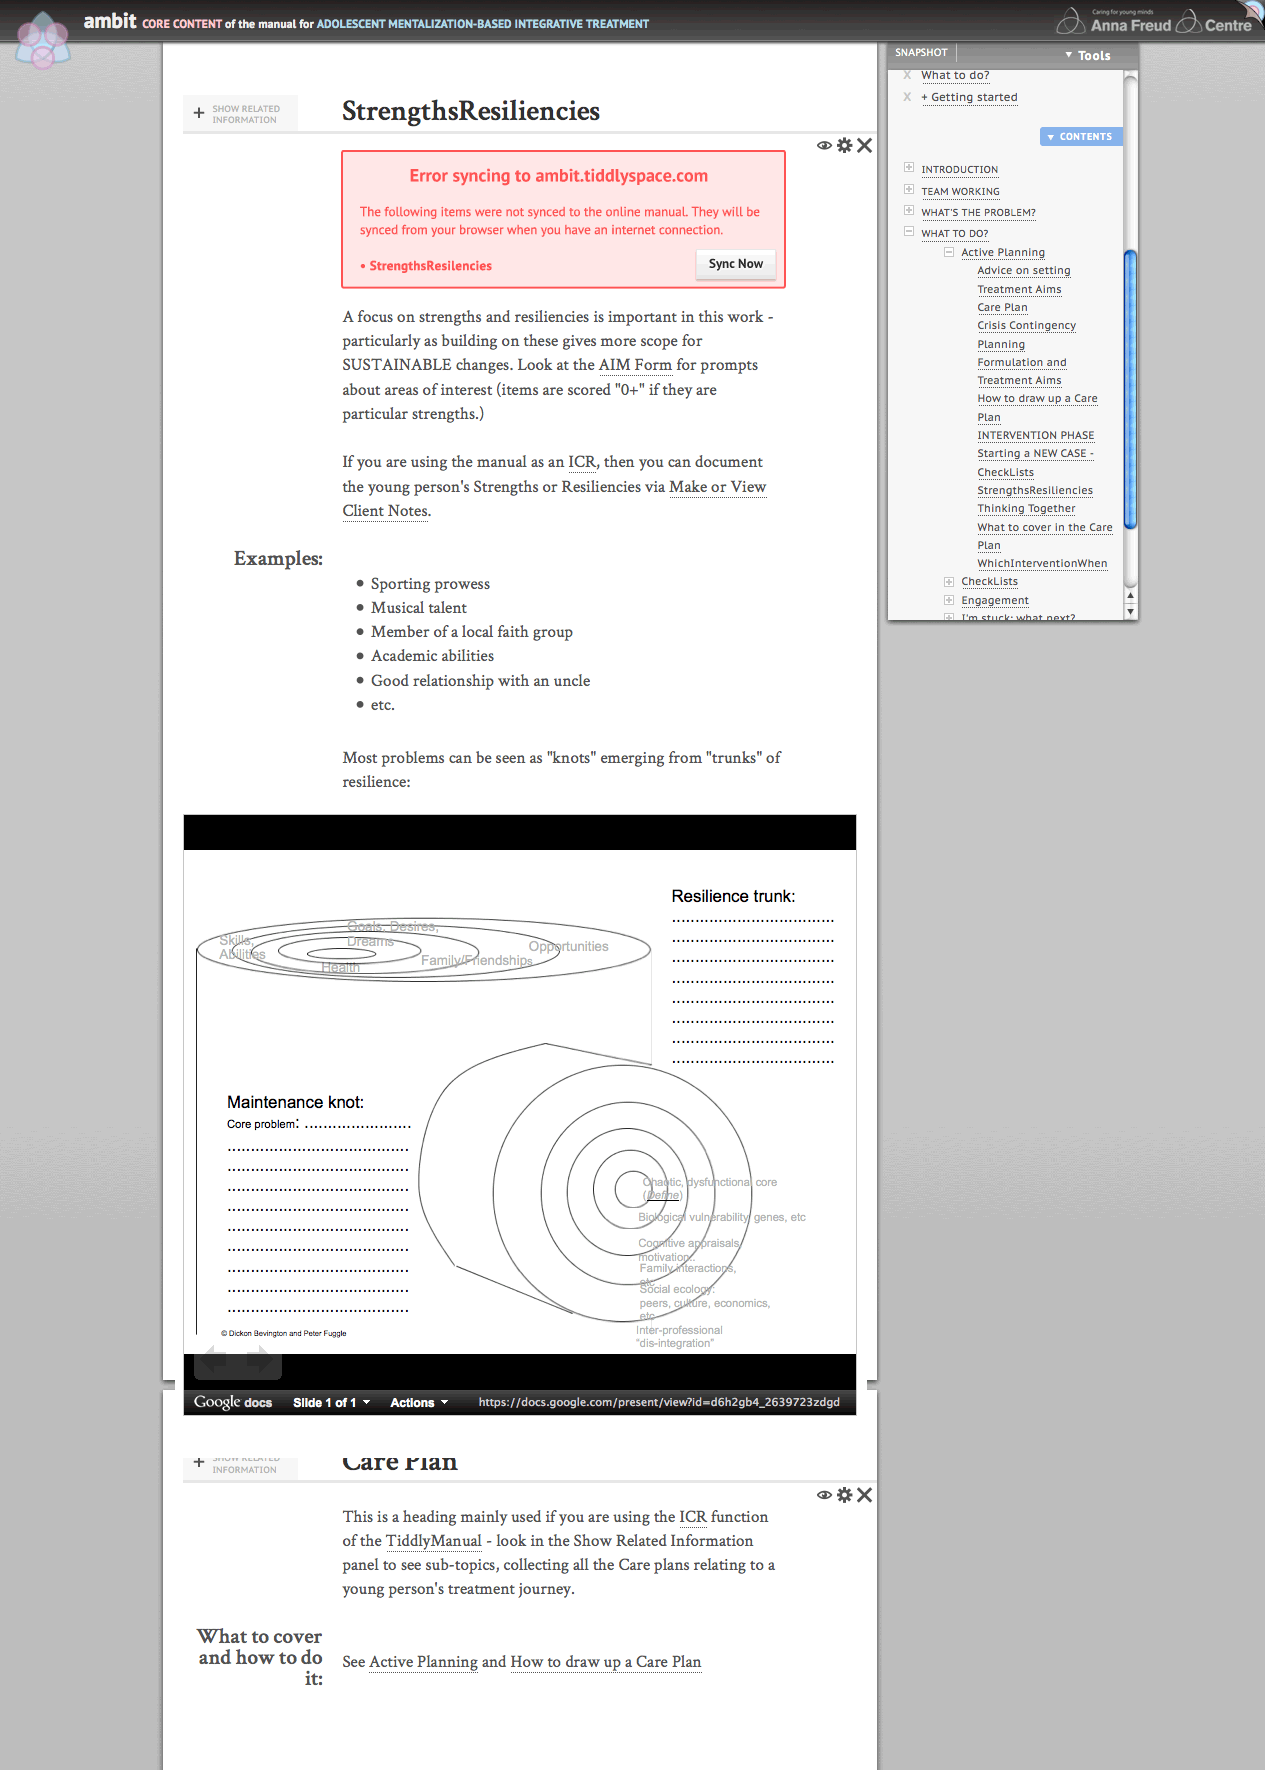 ambit CORE CONTENT of the manual for ADOLESCENT MENTALIZATION-BASED INTEGRATIVE TREATMENT
Caring for young minds
Anna Freud Centre
SNAPSHOT
Tools
X What to do?
X + Getting started
CONTENTS
INTRODUCTION
TEAM WORKING
WHAT'S THE PROBLEM?
WHAT TO DO?
Active Planning
Advice on setting
Treatment Aims
Care Plan
Crisis Contingency
Planning
Formulation and
Treatment Aims
How to draw up a Care
Plan
INTERVENTION PHASE
Starting a NEW CASE -
CheckLists
StrengthsResiliencies
Thinking Together
What to cover in the Care
Plan
WhichInterventionWhen
CheckLists
Engagement
I'm stuck: what next?
+ SHOW RELATED
INFORMATION
StrengthsResiliencies
Error syncing to ambit.tiddlyspace.com
The following items were not synced to the online manual. They will be
synced from your browser when you have an internet connection.
• StrengthsResilencies
Sync Now
A focus on strengths and resiliencies is important in this work -
particularly as building on these gives more scope for
SUSTAINABLE changes. Look at the AIM Form for prompts
about areas of interest (items are scored "0+" if they are
particular strengths.)
If you are using the manual as an ICR, then you can document
the young person's Strengths or Resiliencies via Make or View
Client Notes.
Examples:
• Sporting prowess
• Musical talent
• Member of a local faith group
• Academic abilities
• Good relationship with an uncle
• etc.
Most problems can be seen as "knots" emerging from "trunks" of
resilience:
Resilience trunk:
Goals, Desires,
Dreams
Skills,
Abilities
Opportunities
Family/Friendships
Health
Maintenance knot:
Core problem: .......................
Chaotic, dysfunctional core
(Define)
Biological vulnerability, genes, etc
Cognitive appraisals
motivation..
Family interactions,
etc
Social ecology:
peers, culture, economics,
etc
Inter-professional
"dis-integration"
© Dickon Bevington and Peter Fuggle
Google docs Slide 1 of 1 Actions https://docs.google.com/present/view?id=d6h2gb4_2639723zdgd
+ SHOW RELATED
INFORMATION
Care Plan
This is a heading mainly used if you are using the ICR function
of the TiddlyManual - look in the Show Related Information
panel to see sub-topics, collecting all the Care plans relating to a
young person's treatment journey.
What to cover
and how to do
it:
See Active Planning and How to draw up a Care Plan